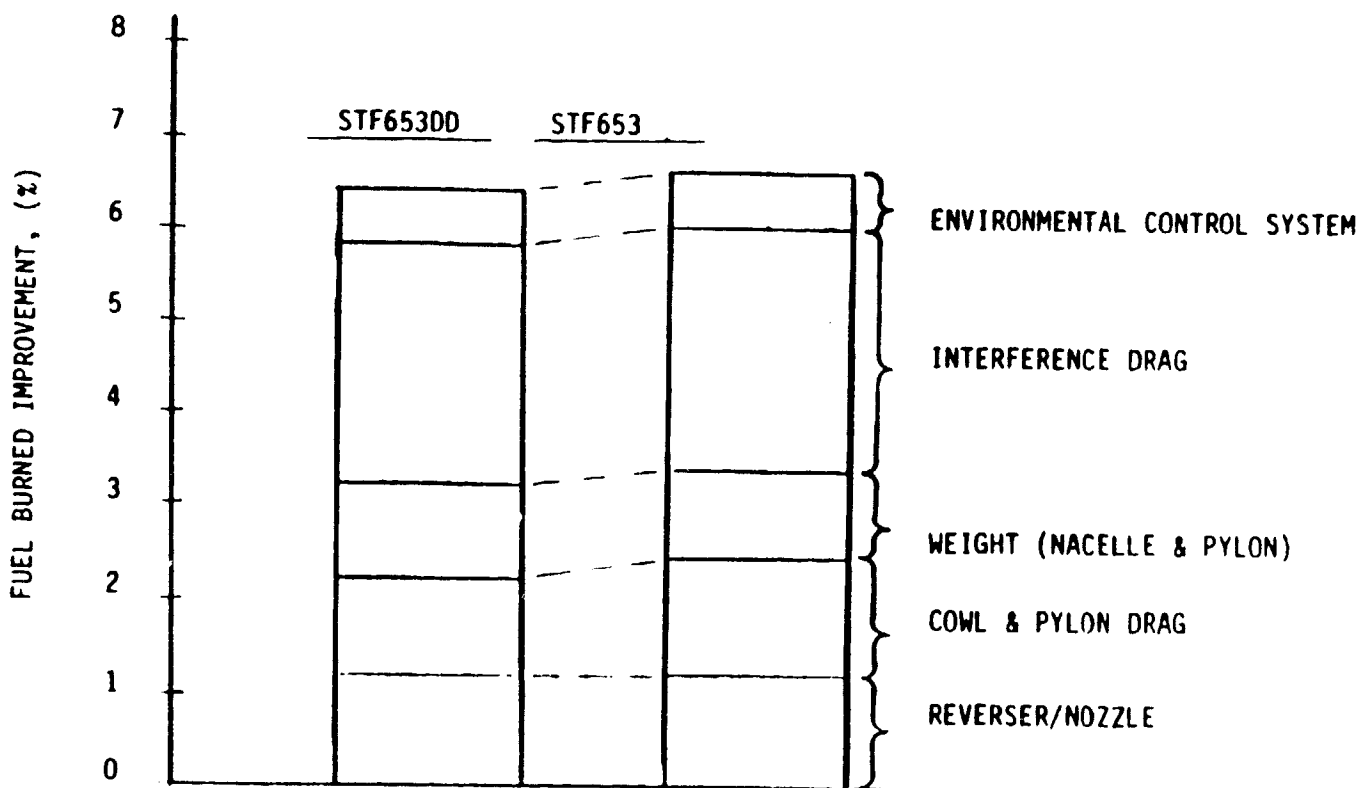 8
7
STF653DD STF653
FUEL BURNED IMPROVEMENT, (%)
6
ENVIRONMENTAL CONTROL SYSTEM
5
INTERFERENCE DRAG
4
3
WEIGHT (NACELLE & PYLON)
2
COWL & PYLON DRAG
1
REVERSER/NOZZLE
0